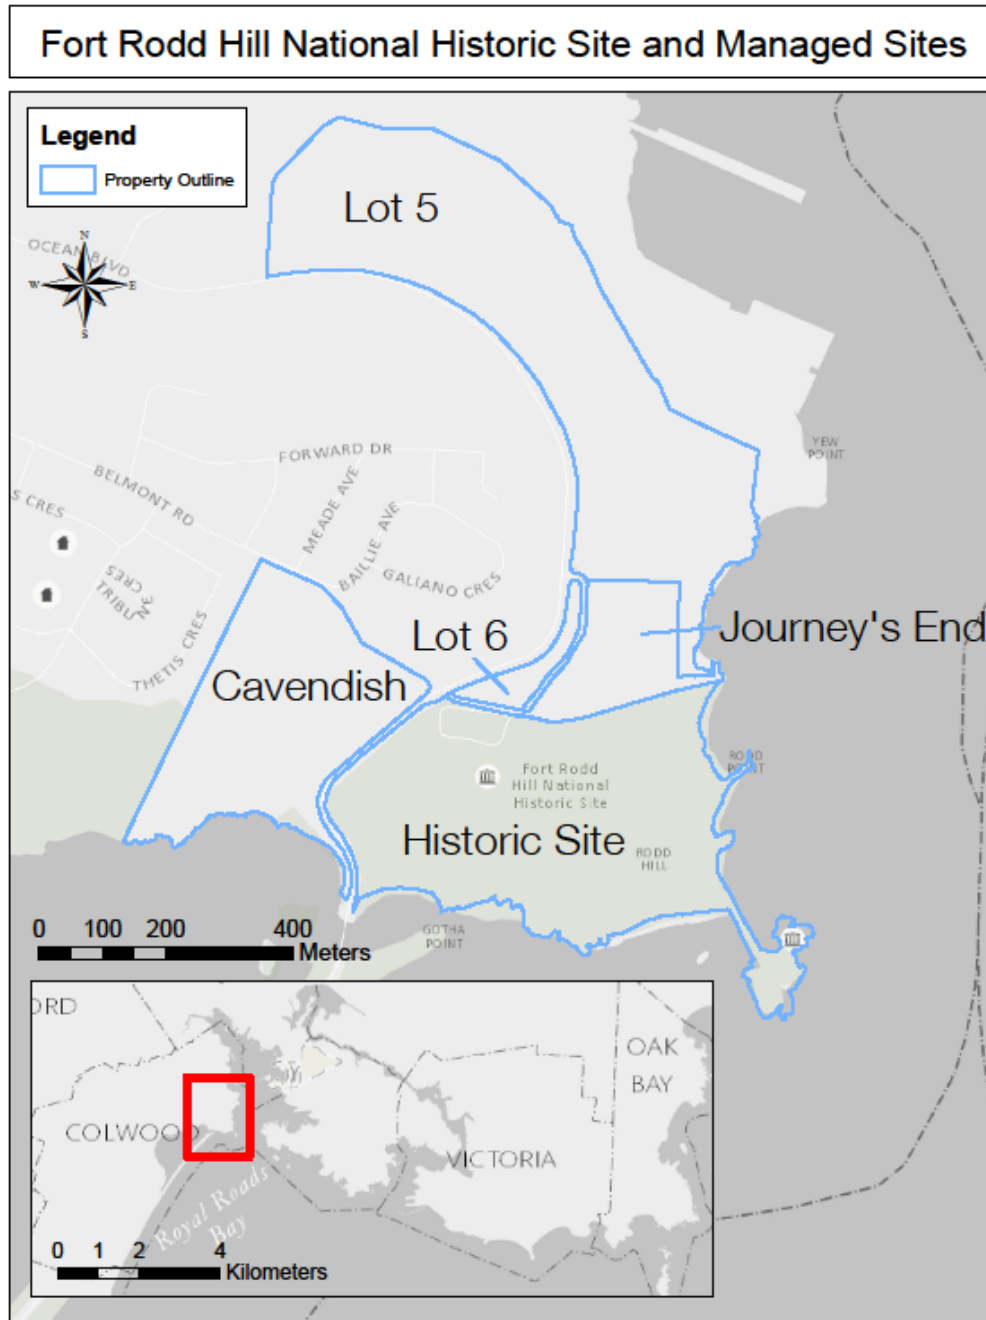 Fort Rodd Hill National Historic Site and Managed Sites
Legend
Property Outline
Lot 5
OCEAN BLVD
N
W
E
S
YEW
POINT
FORWARD DR
BELMONT RD
S CRES
MEADE AVE
BAILLIE AVE
GALIANO CRES
TRIBUNE
CRES
THETIS CRES
Lot 6
Journey's End
Cavendish
RODD
POINT
Fort Rodd
Hill National
Historic Site
Historic Site
RODD
HILL
GOTHA
POINT
0 100 200 400
Meters
ORD
OAK
BAY
COLWOOD
VICTORIA
Royal Roads
Bay
0 1 2 4
Kilometers